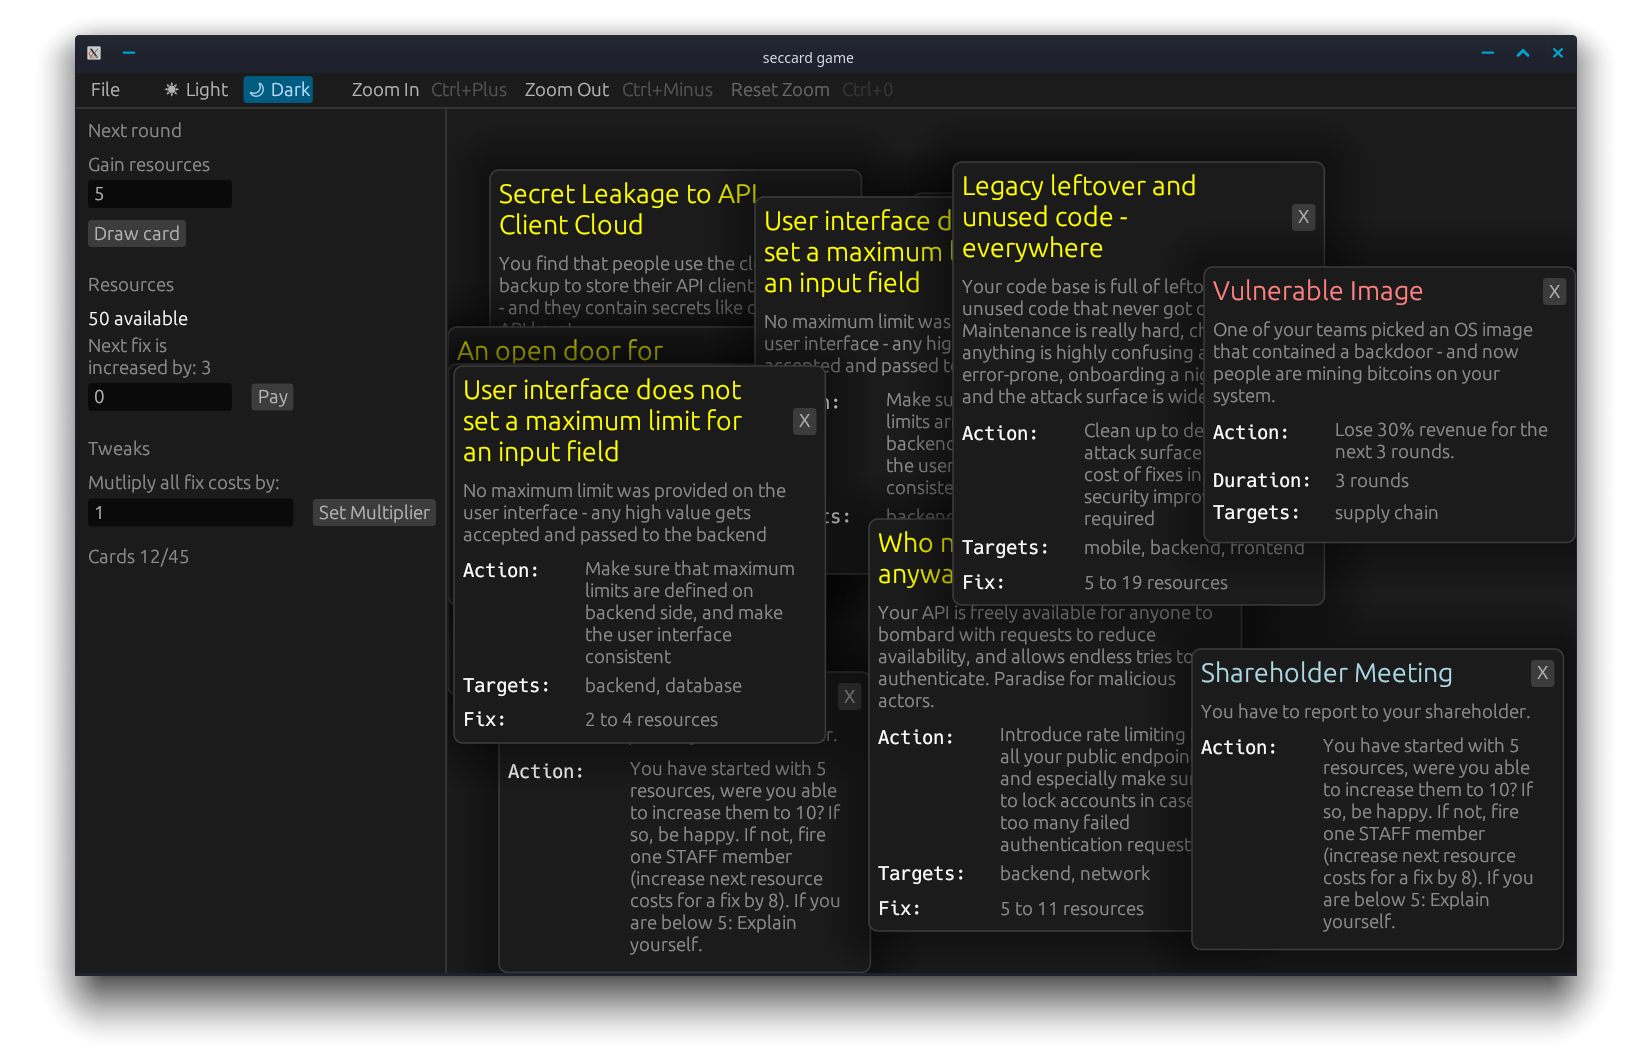 seccard game
File
Light
Dark
Zoom In Ctrl+Plus
Zoom Out Ctrl+Minus
Reset Zoom Ctrl+0
Next round
Gain resources
5
Draw card
Resources
50 available
Next fix is
increased by: 3
0
Pay
Tweaks
Mutliply all fix costs by:
1
Set Multiplier
Cards 12/45
Secret Leakage to API
Client Cloud
You find that people use the
backup to store their API client
- and they contain secrets like
An open door for
User interface does not
set a maximum limit for
an input field
X
No maximum limit was provided on the
user interface - any high value gets
accepted and passed to the backend
Action:
Make sure that maximum
limits are defined on
backend side, and make
the user interface
consistent
Targets:
backend, database
Fix:
2 to 4 resources
User interface
set a maximum
an input field
No maximum limit was
user interface - any
accepted and passed
Make
limits
backend
the user
backend
X
Action:
You have started with 5
resources, were you able
to increase them to 10? If
so, be happy. If not, fire
one STAFF member
(increase next resource
costs for a fix by 8). If you
are below 5: Explain
yourself.
Legacy leftover and
unused code -
everywhere
X
Your code base is full of
unused code that never got
Maintenance is really hard,
anything is highly confusing
error-prone, onboarding a
and the attack surface is
Action:
Clean up to
attack surface
cost of fixes in
security
required
Targets:
mobile, backend, frontend
Fix:
5 to 19 resources
Who
Your API is freely available for anyone to
bombard with requests to reduce
availability, and allows endless tries to
authenticate. Paradise for malicious
actors.
Action:
Introduce rate limiting
all your public
and especially make
to lock accounts in case
too many failed
authentication
Targets:
backend, network
Fix:
5 to 11 resources
Vulnerable Image
X
One of your teams picked an OS image
that contained a backdoor - and now
people are mining bitcoins on your
system.
Action:
Lose 30% revenue for the
next 3 rounds.
Duration:
3 rounds
Targets:
supply chain
Shareholder Meeting
X
You have to report to your shareholder.
Action:
You have started with 5
resources, were you able
to increase them to 10? If
so, be happy. If not, fire
one STAFF member
(increase next resource
costs for a fix by 8). If you
are below 5: Explain
yourself.